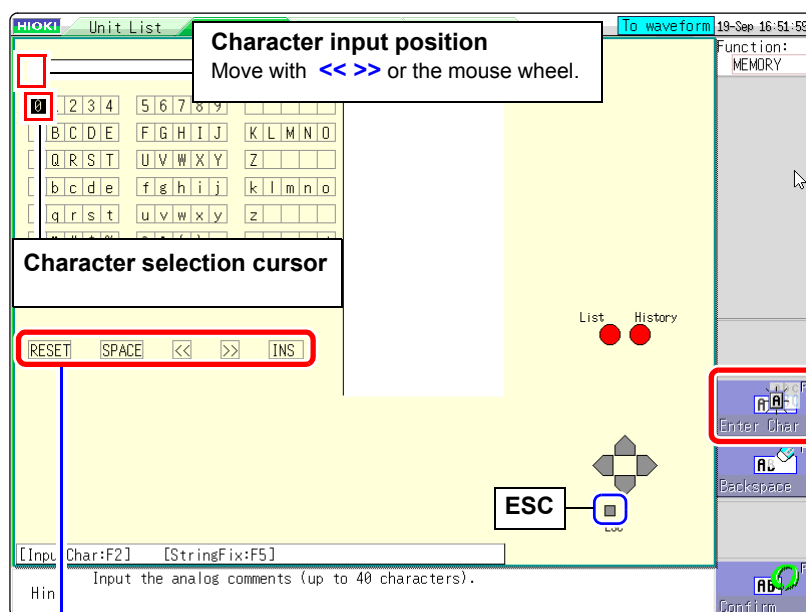 HIOKI Unit List To waveform 19-Sep 16:51:59
Character input position
Move with << >> or the mouse wheel.
Function:
MEMORY
0 2 3 4 5 6 7 8 9
B C D E F G H I J K L M N O
Q R S T U V W X Y Z
b c d e f g h i j k l m n o
q r s t u v w x y z
Character selection cursor
List History
RESET SPACE << >> INS
Enter Char
Backspace
ESC
[Input Char:F2] [StringFix:F5]
Input the analog comments (up to 40 characters).
Hin
Confirm